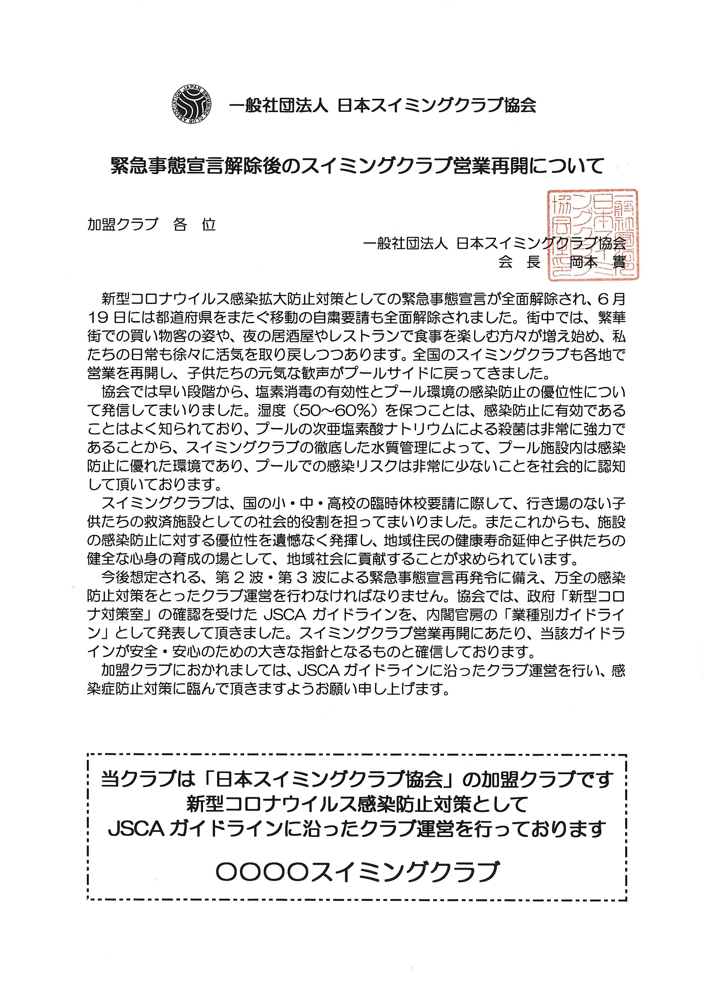 JAPAN SWIMMING CLUB ASSOCIATION
一般社団法人 日本スイミングクラブ協会
緊急事態宣言解除後のスイミングクラブ営業再開について
加盟クラブ 各 位
一般社団法人 日本スイミングクラブ協会
会 長 岡本 實
新型コロナウイルス感染拡大防止対策としての緊急事態宣言が全面解除され、6月
19日には都道府県をまたぐ移動の自粛要請も全面解除されました。街中では、繁華
街での買い物客の姿や、夜の居酒屋やレストランで食事を楽しむ方々が増え始め、私
たちの日常も徐々に活気を取り戻しつつあります。全国のスイミングクラブも各地で
営業を再開し、子供たちの元気な歓声がプールサイドに戻ってきました。
協会では早い段階から、塩素消毒の有効性とプール環境の感染防止の優位性につい
て発信してまいりました。湿度（50～60%）を保つことは、感染防止に有効である
ことはよく知られており、プールの次亜塩素酸ナトリウムによる殺菌は非常に強力で
あることから、スイミングクラブの徹底した水質管理によって、プール施設内は感染
防止に優れた環境であり、プールでの感染リスクは非常に少ないことを社会的に認知
して頂いております。
スイミングクラブは、国の小・中・高校の臨時休校要請に際して、行き場のない子
供たちの救済施設としての社会的役割を担ってまいりました。またこれからも、施設
の感染防止に対する優位性を遺憾なく発揮し、地域住民の健康寿命延伸と子供たちの
健全な心身の育成の場として、地域社会に貢献することが求められています。
今後想定される、第2波・第3波による緊急事態宣言再発令に備え、万全の感染
防止対策をとったクラブ運営を行わなければなりません。協会では、政府「新型コロ
ナ対策室」の確認を受けた JSCA ガイドラインを、内閣官房の「業種別ガイドライ
ン」として発表して頂きました。スイミングクラブ営業再開にあたり、当該ガイドラ
インが安全・安心のための大きな指針となるものと確信しております。
加盟クラブにおかれましては、JSCA ガイドラインに沿ったクラブ運営を行い、感
染症防止対策に臨んで頂きますようお願い申し上げます。
当クラブは「日本スイミングクラブ協会」の加盟クラブです
新型コロナウイルス感染防止対策として
JSCA ガイドラインに沿ったクラブ運営を行っております
〇〇〇〇スイミングクラブ